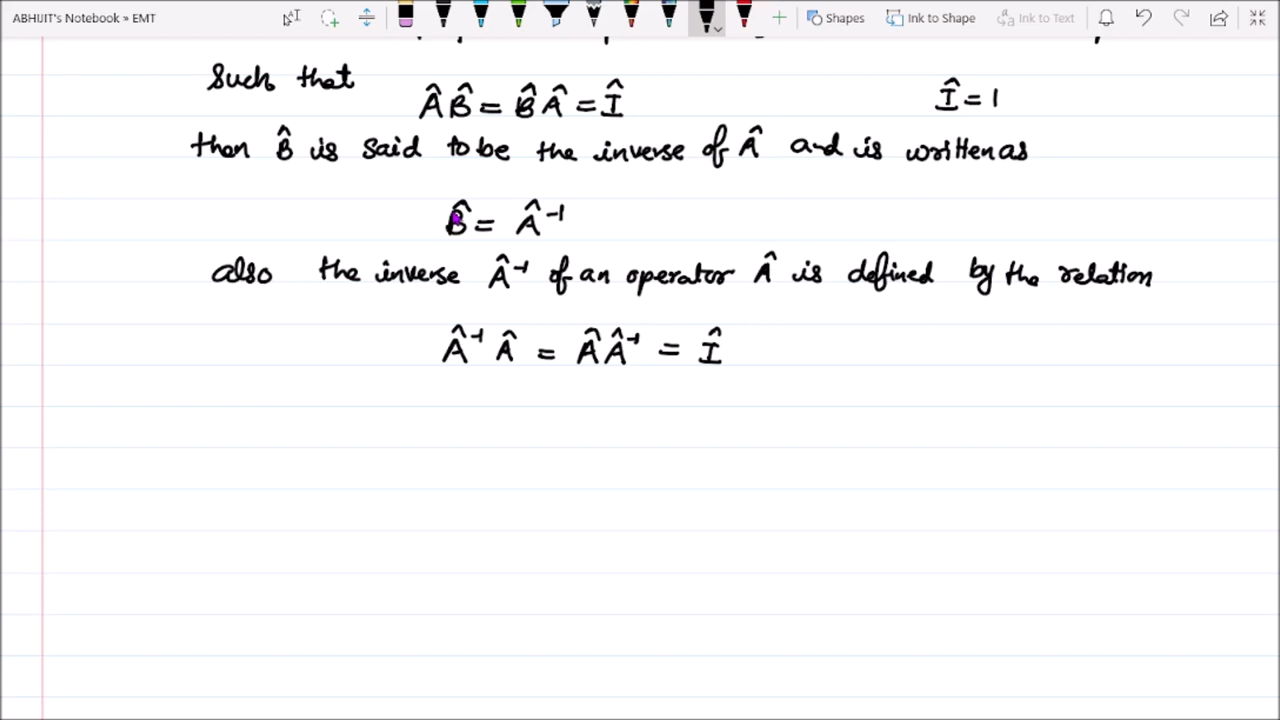 ABHIJIT's Notebook » EMT
Shapes
Ink to Shape
Ink to Text
Such that
Â B̂ = B̂ Â = Î
Î = 1
then B̂ is said to be the inverse of Â and is written as
B̂ = Â⁻¹
also the inverse Â⁻¹ of an operator Â is defined by the relation
Â⁻¹ Â = Â Â⁻¹ = Î